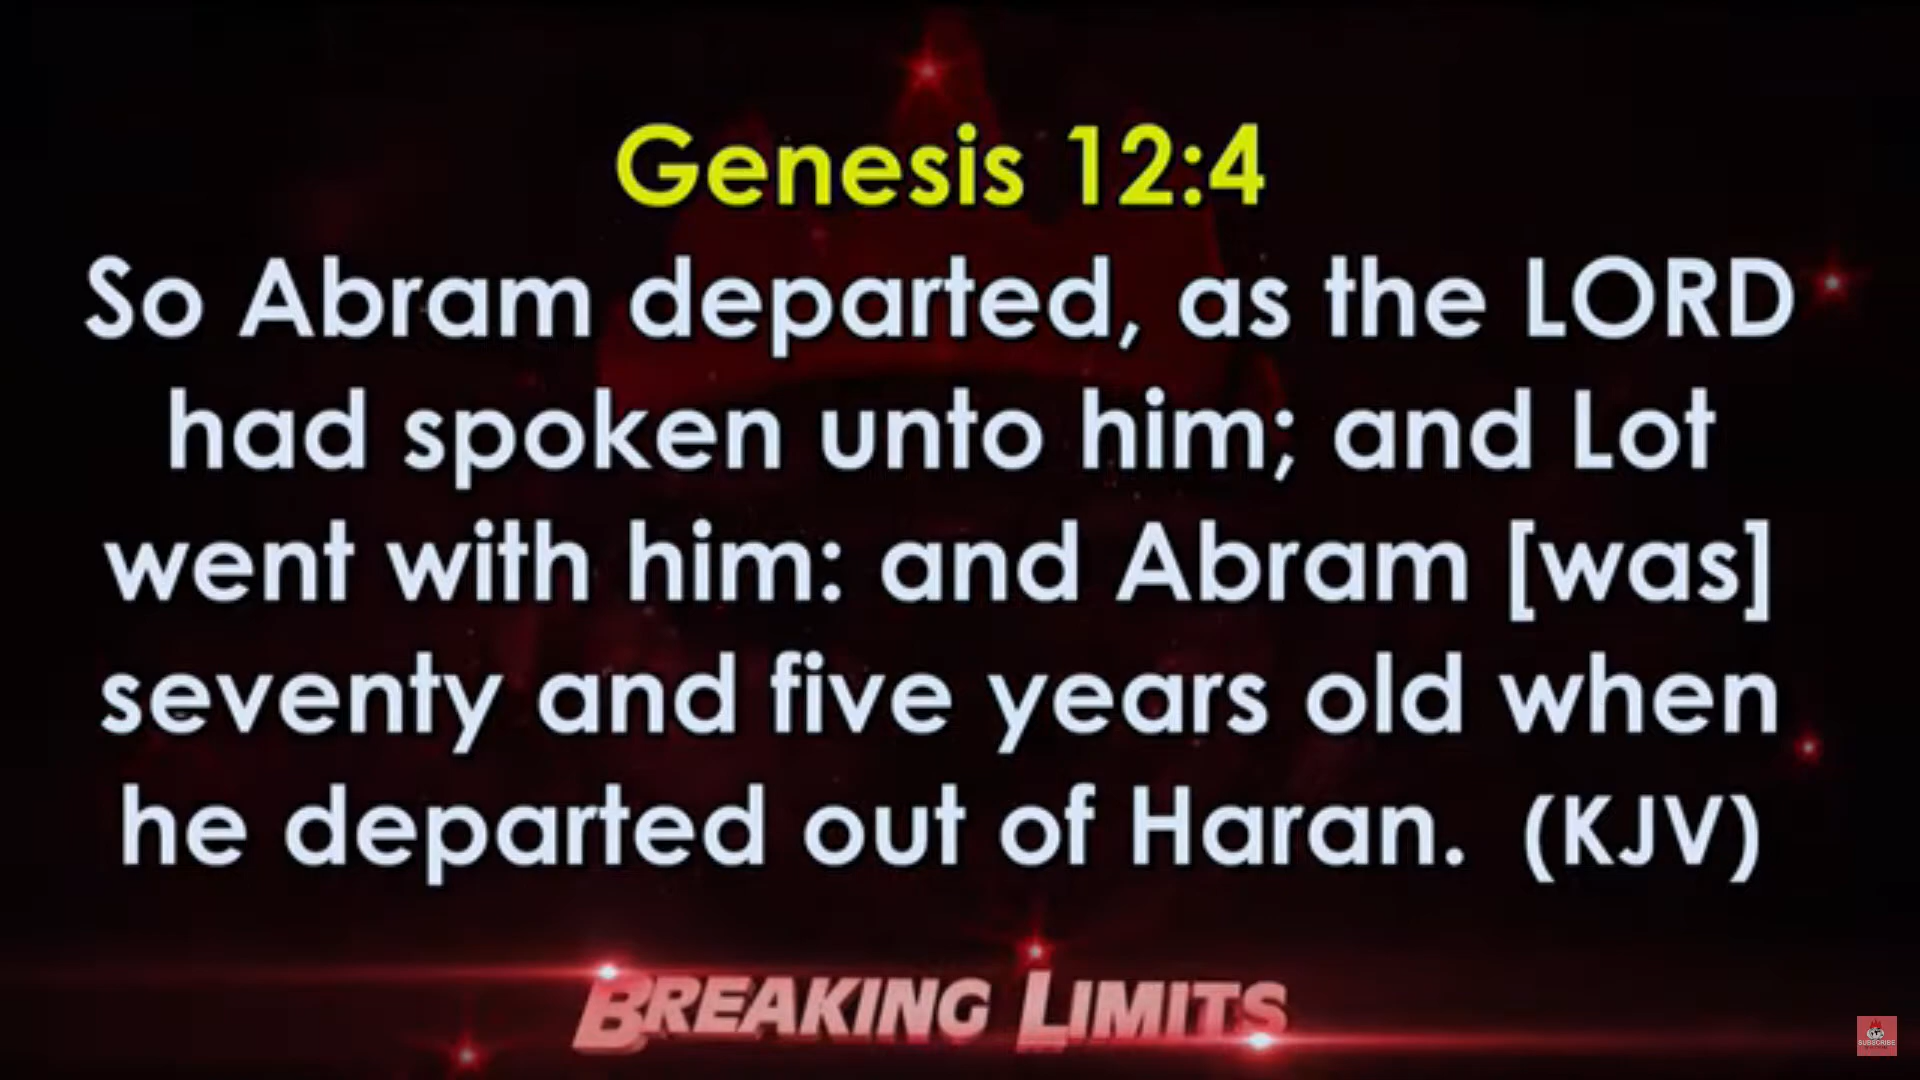 Genesis 12:4
So Abram departed, as the LORD
had spoken unto him; and Lot
went with him: and Abram [was]
seventy and five years old when
he departed out of Haran.  (KJV)
BREAKING LIMITS
SUBSCRIBE